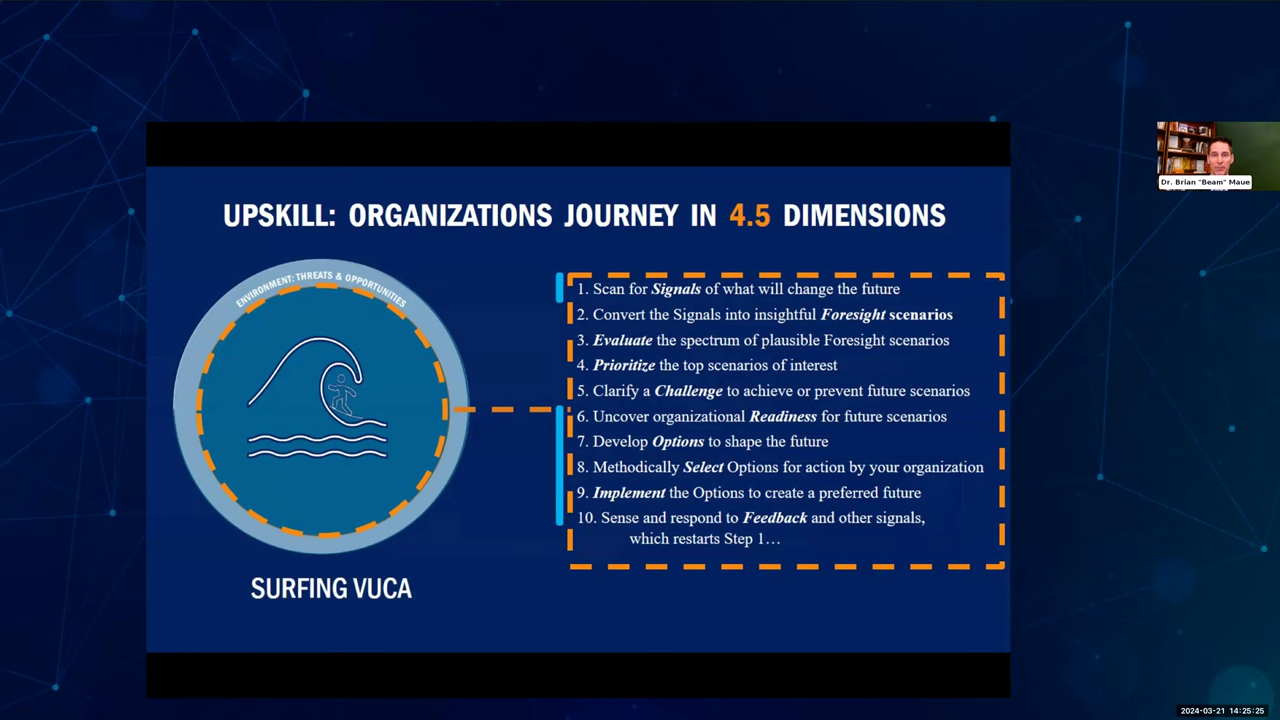 UPSKILL: ORGANIZATIONS JOURNEY IN 4.5 DIMENSIONS
ENVIRONMENT: THREATS & OPPORTUNITIES
1. Scan for Signals of what will change the future
2. Convert the Signals into insightful Foresight scenarios
3. Evaluate the spectrum of plausible Foresight scenarios
4. Prioritize the top scenarios of interest
5. Clarify a Challenge to achieve or prevent future scenarios
6. Uncover organizational Readiness for future scenarios
7. Develop Options to shape the future
8. Methodically Select Options for action by your organization
9. Implement the Options to create a preferred future
10. Sense and respond to Feedback and other signals,
which restarts Step 1…
SURFING VUCA
Dr. Brian "Beam" Maue
2024-03-21 14:25:25